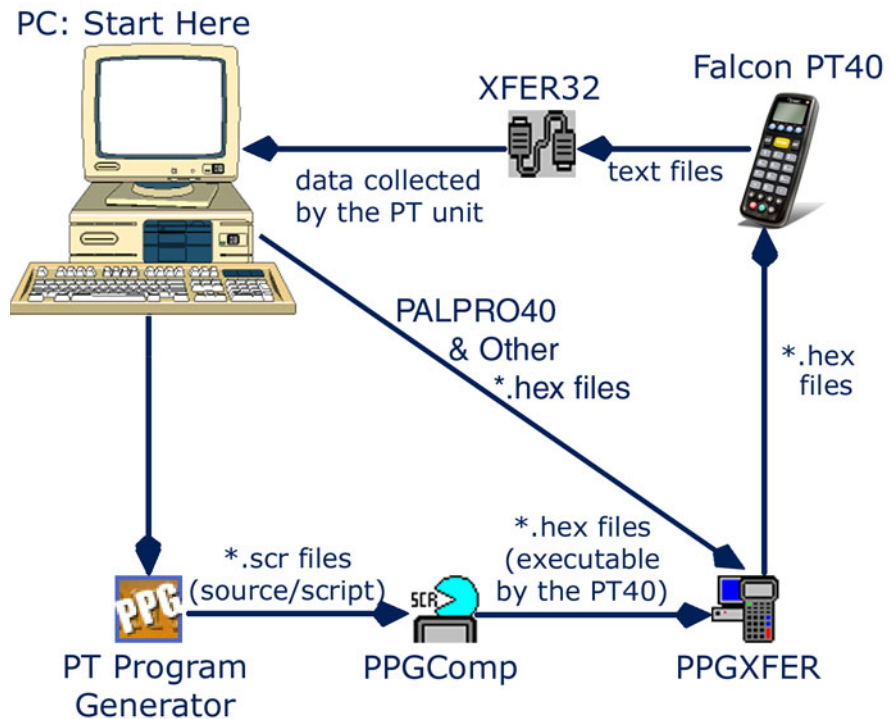 PC: Start Here
Falcon PT40
XFER32
text files
data collected
by the PT unit
PALPRO40
& Other
*.hex files
*.hex
files
*.scr files
(source/script)
*.hex files
(executable
by the PT40)
PPG
SCR
PT Program
Generator
PPGComp
PPGXFER